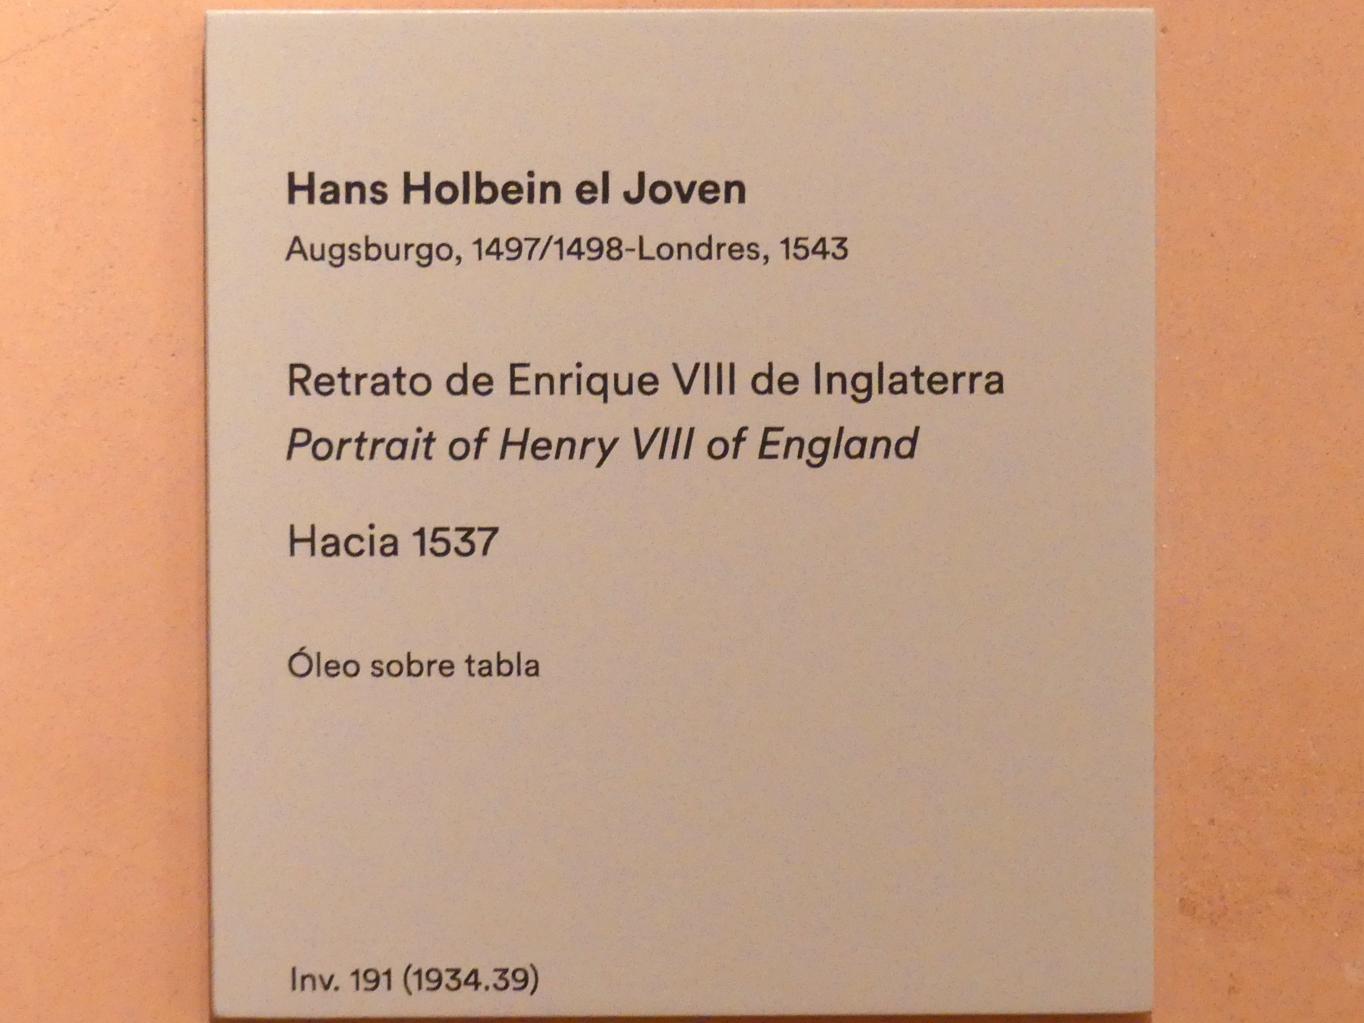 Hans Holbein el Joven
Augsburgo, 1497/1498-Londres, 1543
Retrato de Enrique VIII de Inglaterra
Portrait of Henry VIII of England
Hacia 1537
Óleo sobre tabla
Inv. 191 (1934.39)